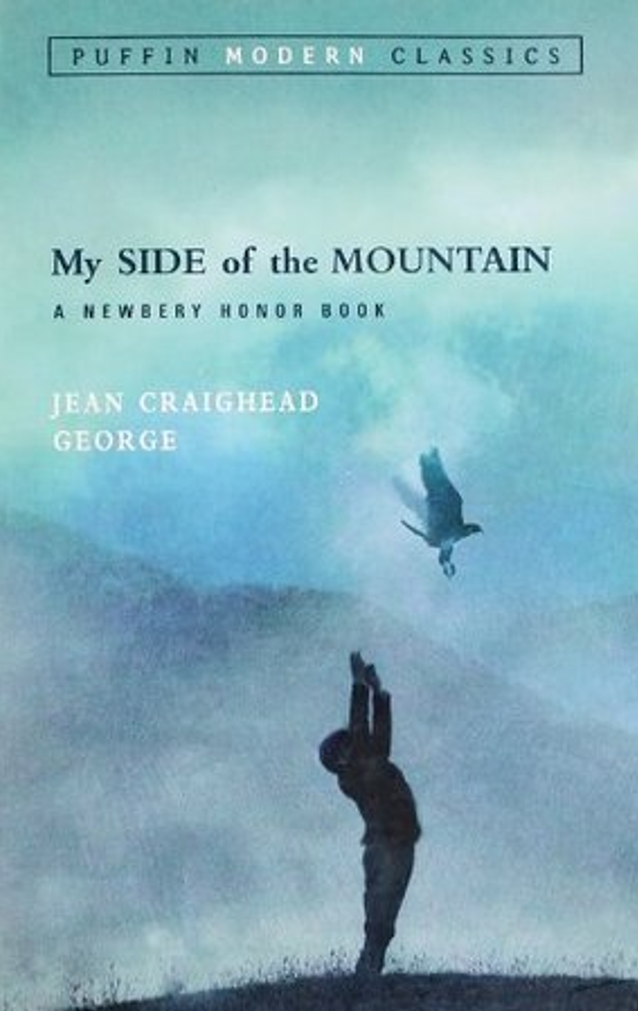 PUFFIN MODERN CLASSICS
My SIDE of the MOUNTAIN
A NEWBERY HONOR BOOK
JEAN CRAIGHEAD
GEORGE